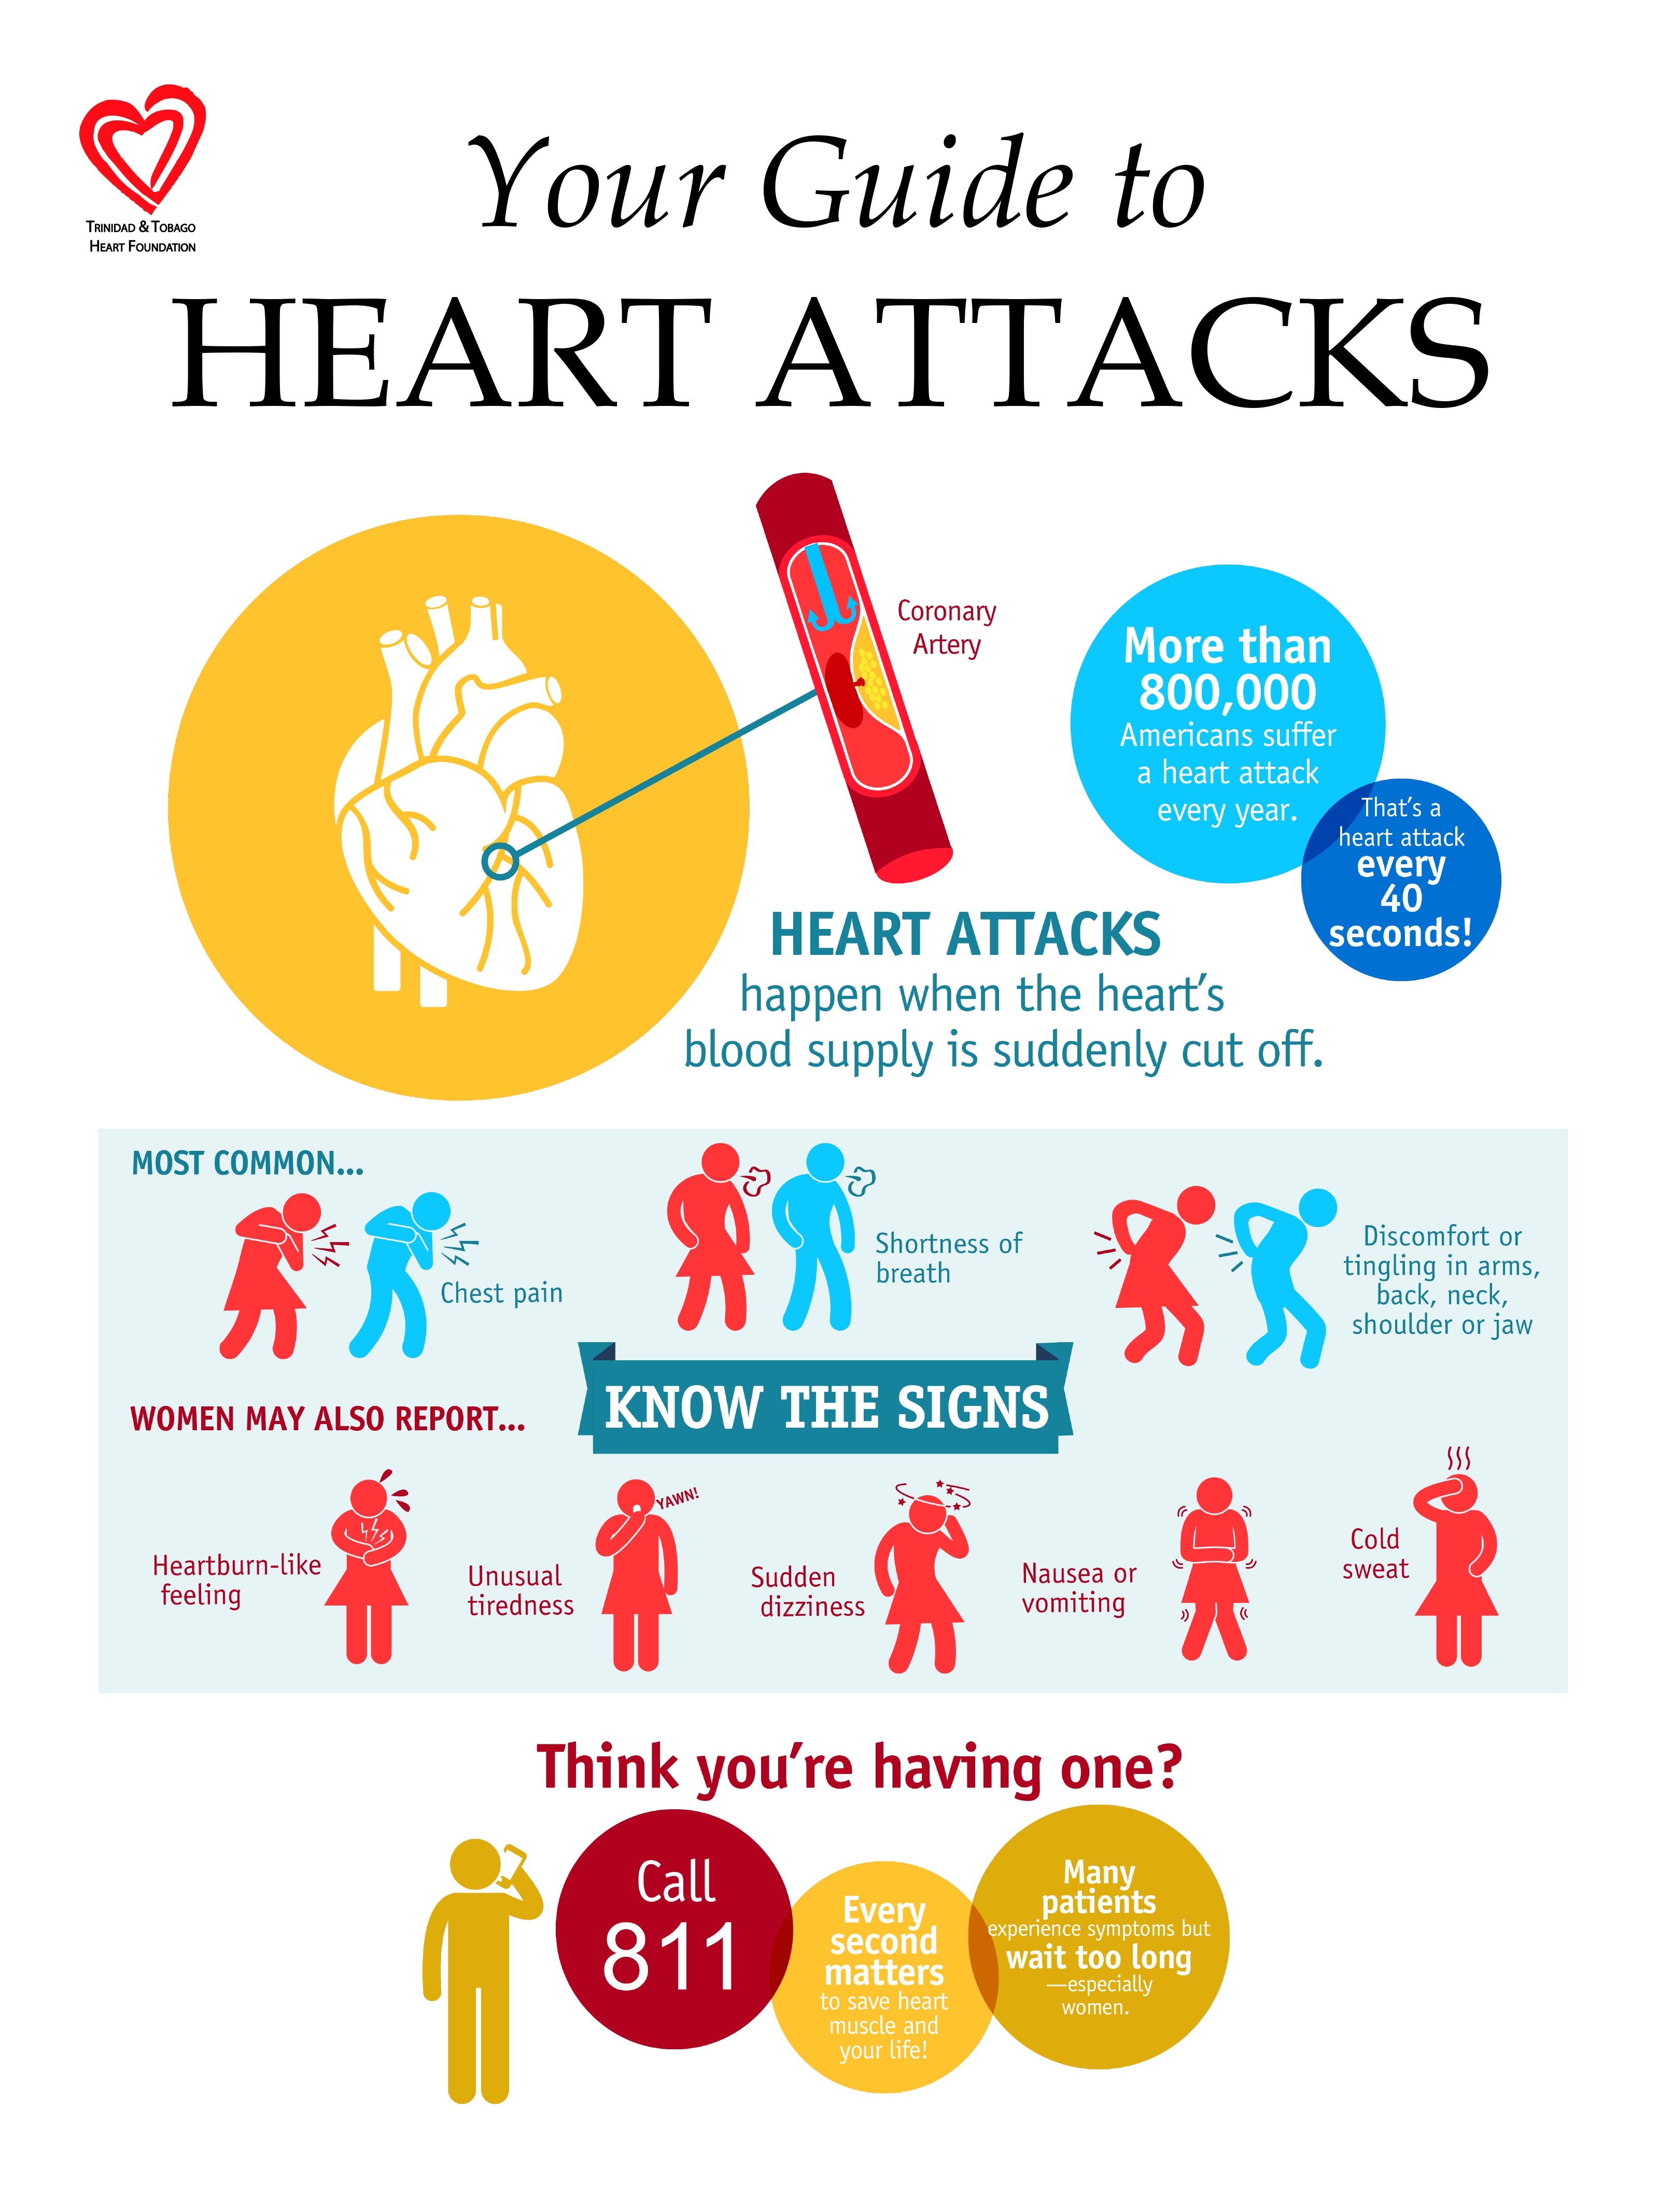 TRINIDAD & TOBAGO
HEART FOUNDATION
Your Guide to
HEART ATTACKS
Coronary
Artery
More than
800,000
Americans suffer
a heart attack
every year.
That's a
heart attack
every
40
seconds!
HEART ATTACKS
happen when the heart's
blood supply is suddenly cut off.
MOST COMMON...
Chest pain
Shortness of
breath
Discomfort or
tingling in arms,
back, neck,
shoulder or jaw
KNOW THE SIGNS
WOMEN MAY ALSO REPORT...
Heartburn-like
feeling
YAWN!
Unusual
tiredness
Sudden
dizziness
Nausea or
vomiting
Cold
sweat
Think you're having one?
Call
811
Every
second
matters
to save heart
muscle and
your life!
Many
patients
experience symptoms but
wait too long
—especially
women.